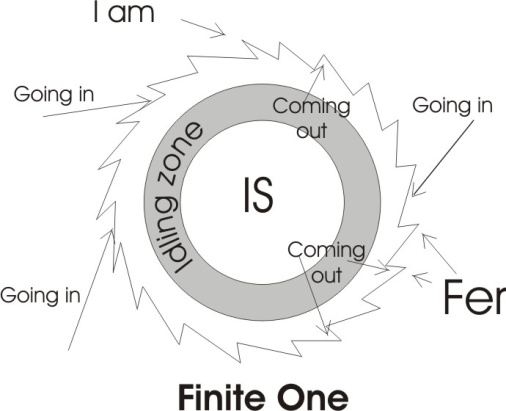 I am
Going in
Coming
out
Going in
Idling zone
IS
Coming
out
Going in
Fer
Finite One